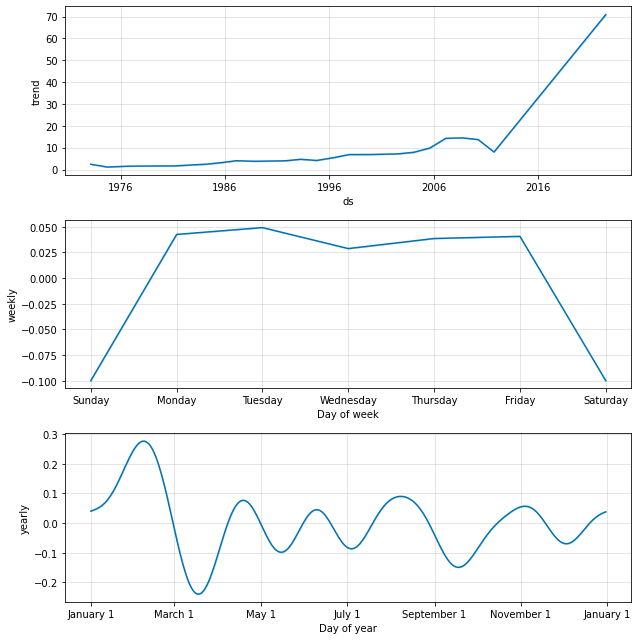 70
60
50
40
30
20
10
0
trend
1976 1986 1996 2006 2016
ds
0.050
0.025
0.000
−0.025
−0.050
−0.075
−0.100
weekly
Sunday Monday Tuesday Wednesday Thursday Friday Saturday
Day of week
0.3
0.2
0.1
0.0
−0.1
−0.2
yearly
January 1 March 1 May 1 July 1 September 1 November 1 January 1
Day of year